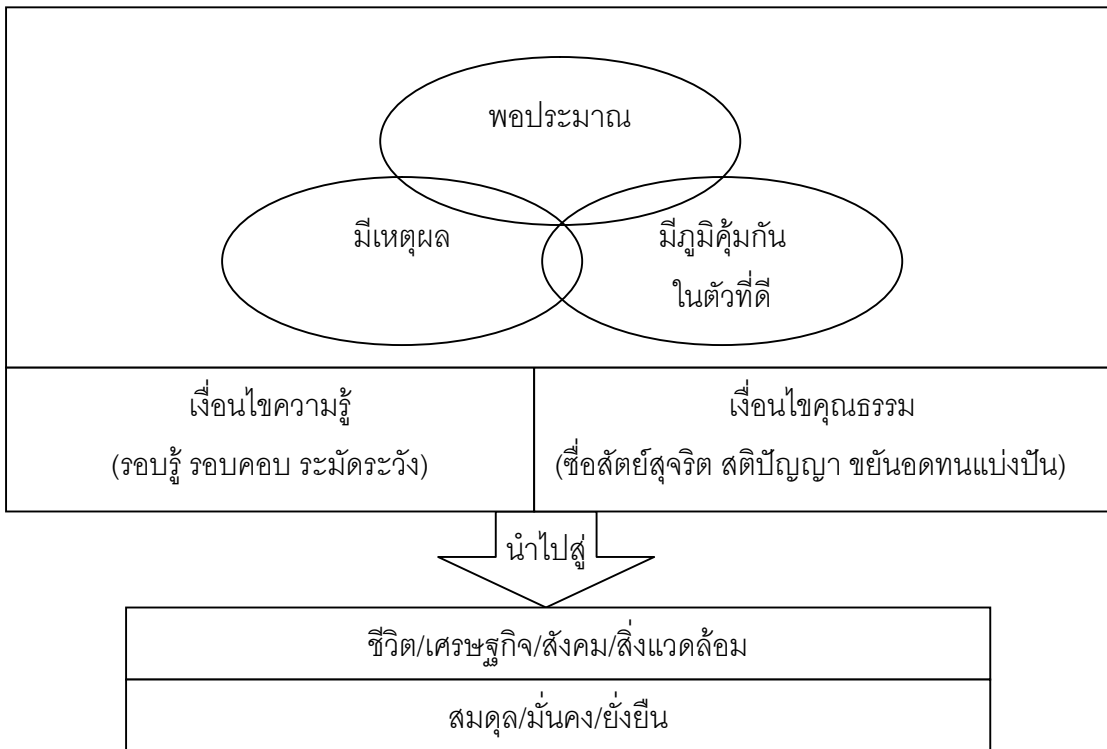 พอประมาณ
มีเหตุผล
มีภูมิคุ้มกัน
ในตัวที่ดี
เงื่อนไขความรู้
(รอบรู้ รอบคอบ ระมัดระวัง)
เงื่อนไขคุณธรรม
(ซื่อสัตย์สุจริต สติปัญญา ขยันอดทนแบ่งปัน)
นำไปสู่
ชีวิต/เศรษฐกิจ/สังคม/สิ่งแวดล้อม
สมดุล/มั่นคง/ยั่งยืน